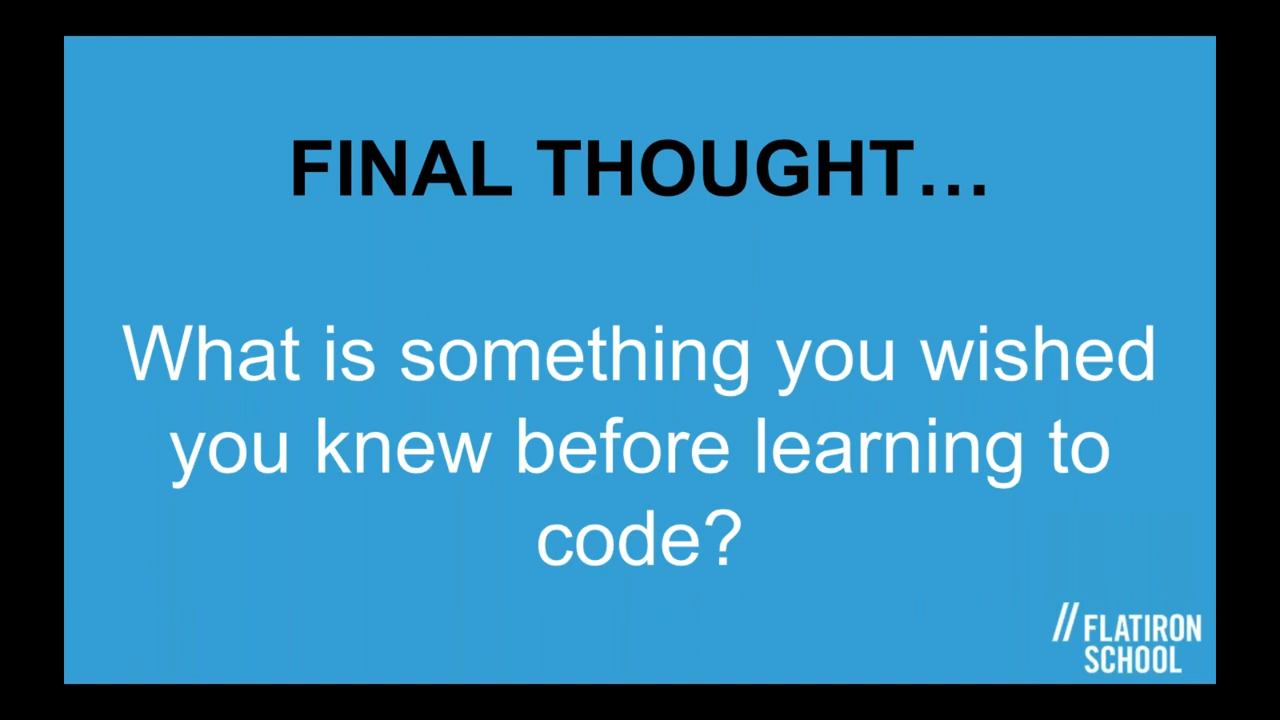 FINAL THOUGHT…
What is something you wished
you knew before learning to
code?
// FLATIRON
SCHOOL